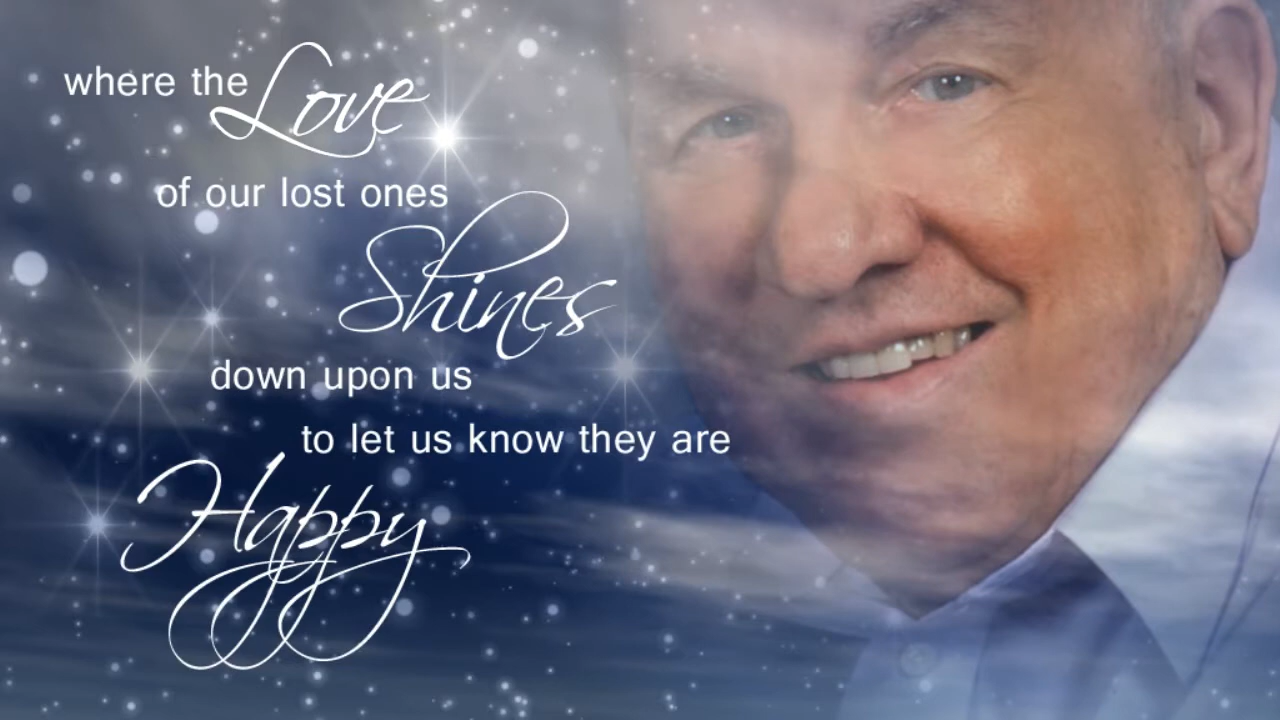 where the Love
of our lost ones
Shines
down upon us
to let us know they are
Happy